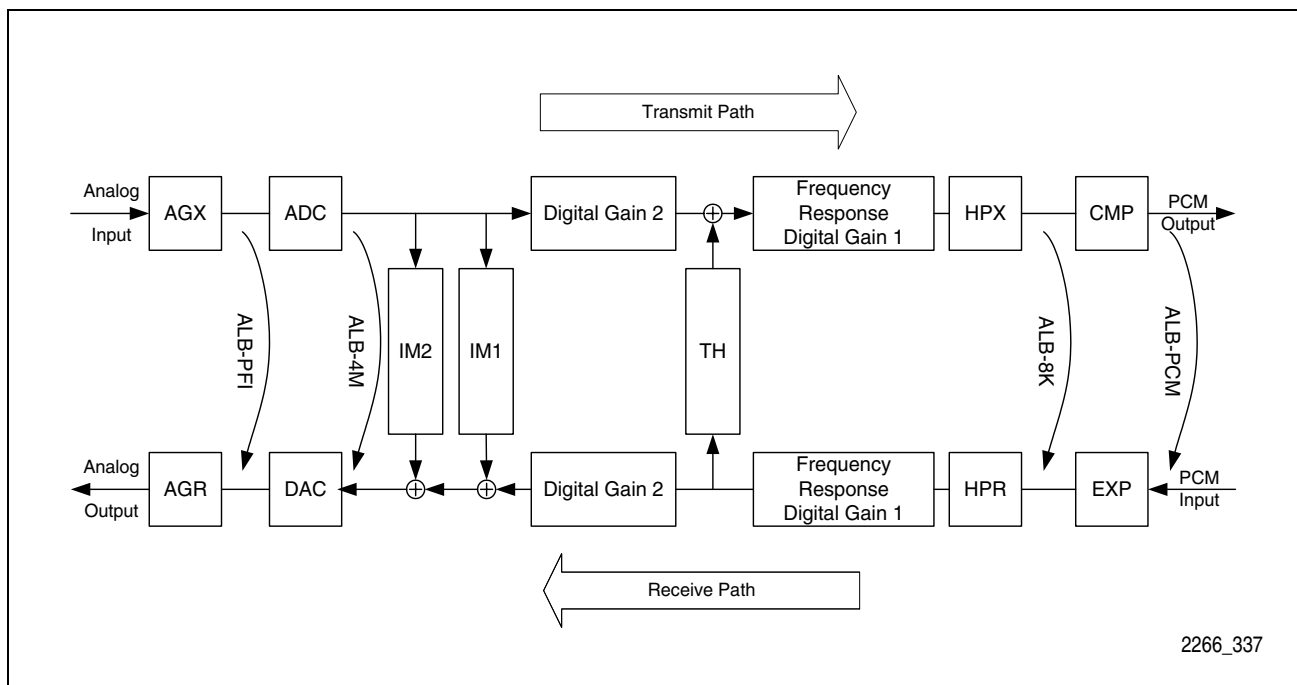 Transmit Path
Analog
Input
AGX
ADC
Digital Gain 2
Frequency
Response
Digital Gain 1
HPX
CMP
PCM
Output
ALB-PFI
ALB-4M
IM2
IM1
TH
ALB-8K
ALB-PCM
Analog
Output
AGR
DAC
Digital Gain 2
Frequency
Response
Digital Gain 1
HPR
EXP
PCM
Input
Receive Path
2266_337